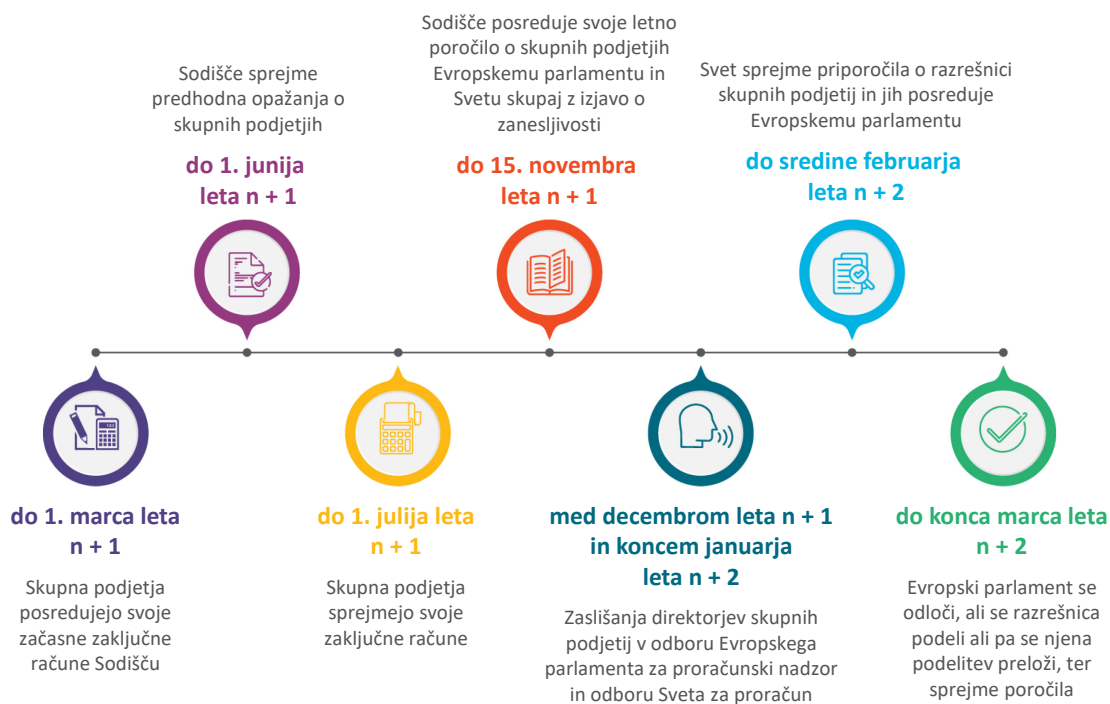 Sodišče sprejme
predhodna opažanja o
skupnih podjetjih
do 1. junija
leta n + 1
Sodišče posreduje svoje letno
poročilo o skupnih podjetjih
Evropskemu parlamentu in
Svetu skupaj z izjavo o
zanesljivosti
do 15. novembra
leta n + 1
Svet sprejme priporočila o razrešnici
skupnih podjetij in jih posreduje
Evropskemu parlamentu
do sredine februarja
leta n + 2
do 1. marca leta
n + 1
Skupna podjetja
posredujejo svoje
začasne zaključne
račune Sodišču
do 1. julija leta
n + 1
Skupna podjetja
sprejmejo svoje
zaključne račune
med decembrom leta n + 1
in koncem januarja
leta n + 2
Zaslišanja direktorjev skupnih
podjetij v odboru Evropskega
parlamenta za proračunski nadzor
in odboru Sveta za proračun
do konca marca leta
n + 2
Evropski parlament se
odloči, ali se razrešnica
podeli ali pa se njena
podelitev preloži, ter
sprejme poročila